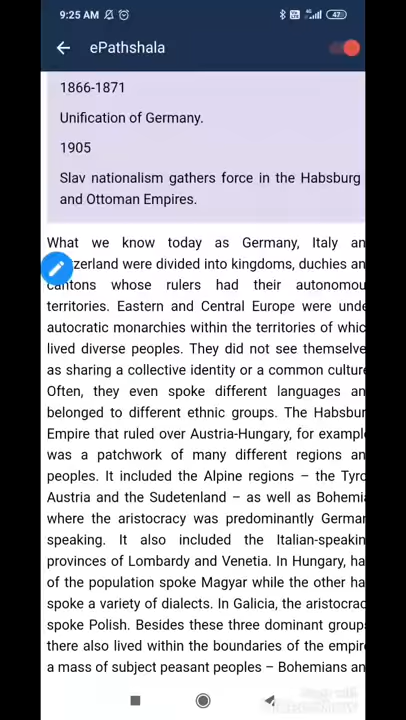 9:25 AM
47
ePathshala
1866-1871
Unification of Germany.
1905
Slav nationalism gathers force in the Habsburg
and Ottoman Empires.
What we know today as Germany, Italy an
zerland were divided into kingdoms, duchies an
cantons whose rulers had their autonomou
territories. Eastern and Central Europe were unde
autocratic monarchies within the territories of whic
lived diverse peoples. They did not see themselve
as sharing a collective identity or a common culture
Often, they even spoke different languages an
belonged to different ethnic groups. The Habsbur
Empire that ruled over Austria-Hungary, for exampl
was a patchwork of many different regions an
peoples. It included the Alpine regions – the Tyro
Austria and the Sudetenland – as well as Bohemia
where the aristocracy was predominantly German
speaking. It also included the Italian-speakin
provinces of Lombardy and Venetia. In Hungary, ha
of the population spoke Magyar while the other ha
spoke a variety of dialects. In Galicia, the aristocrac
spoke Polish. Besides these three dominant group
there also lived within the boundaries of the empir
a mass of subject peasant peoples – Bohemians an